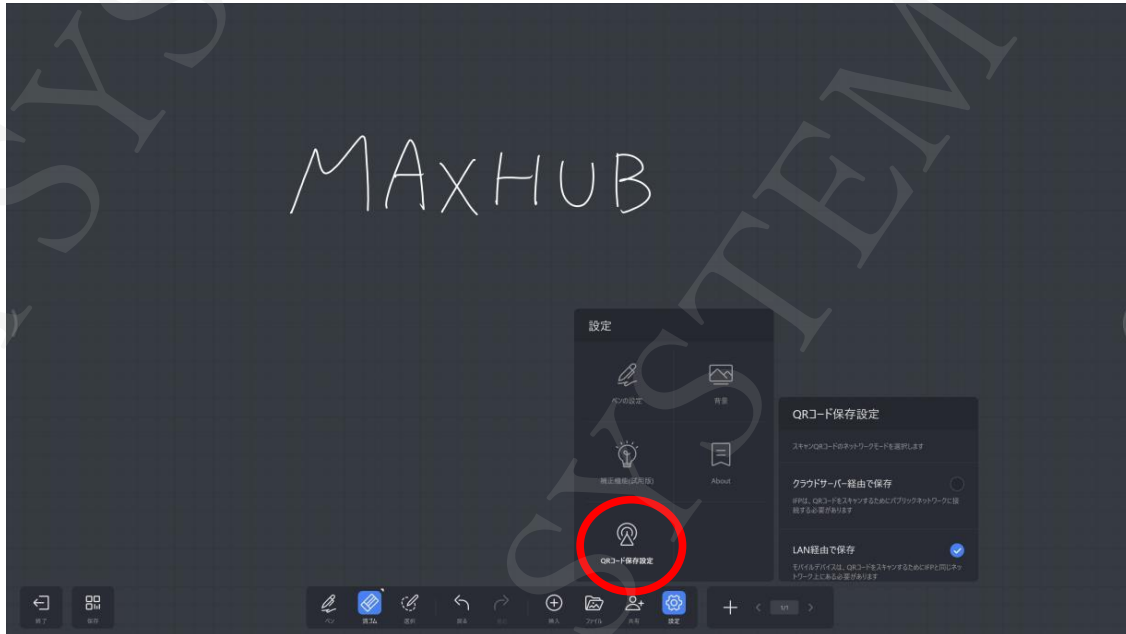 MAXHUB
設定
ペンの設定
背景
補正機能(試用版)
About
QRコード保存設定
QRコード保存設定
スキャンQRコードのネットワークモードを選択します
クラウドサーバー経由で保存
IFPは、QRコードをスキャンするためにパブリックネットワークに接
続する必要があります
LAN経由で保存
モバイルデバイスは、QRコードをスキャンするためにIFPと同じネッ
トワーク上にある必要があります
終了
保存
ペン
消ゴム
選択
挿入
ファイル
共有
設定
1/1
SYSTEM
SYS